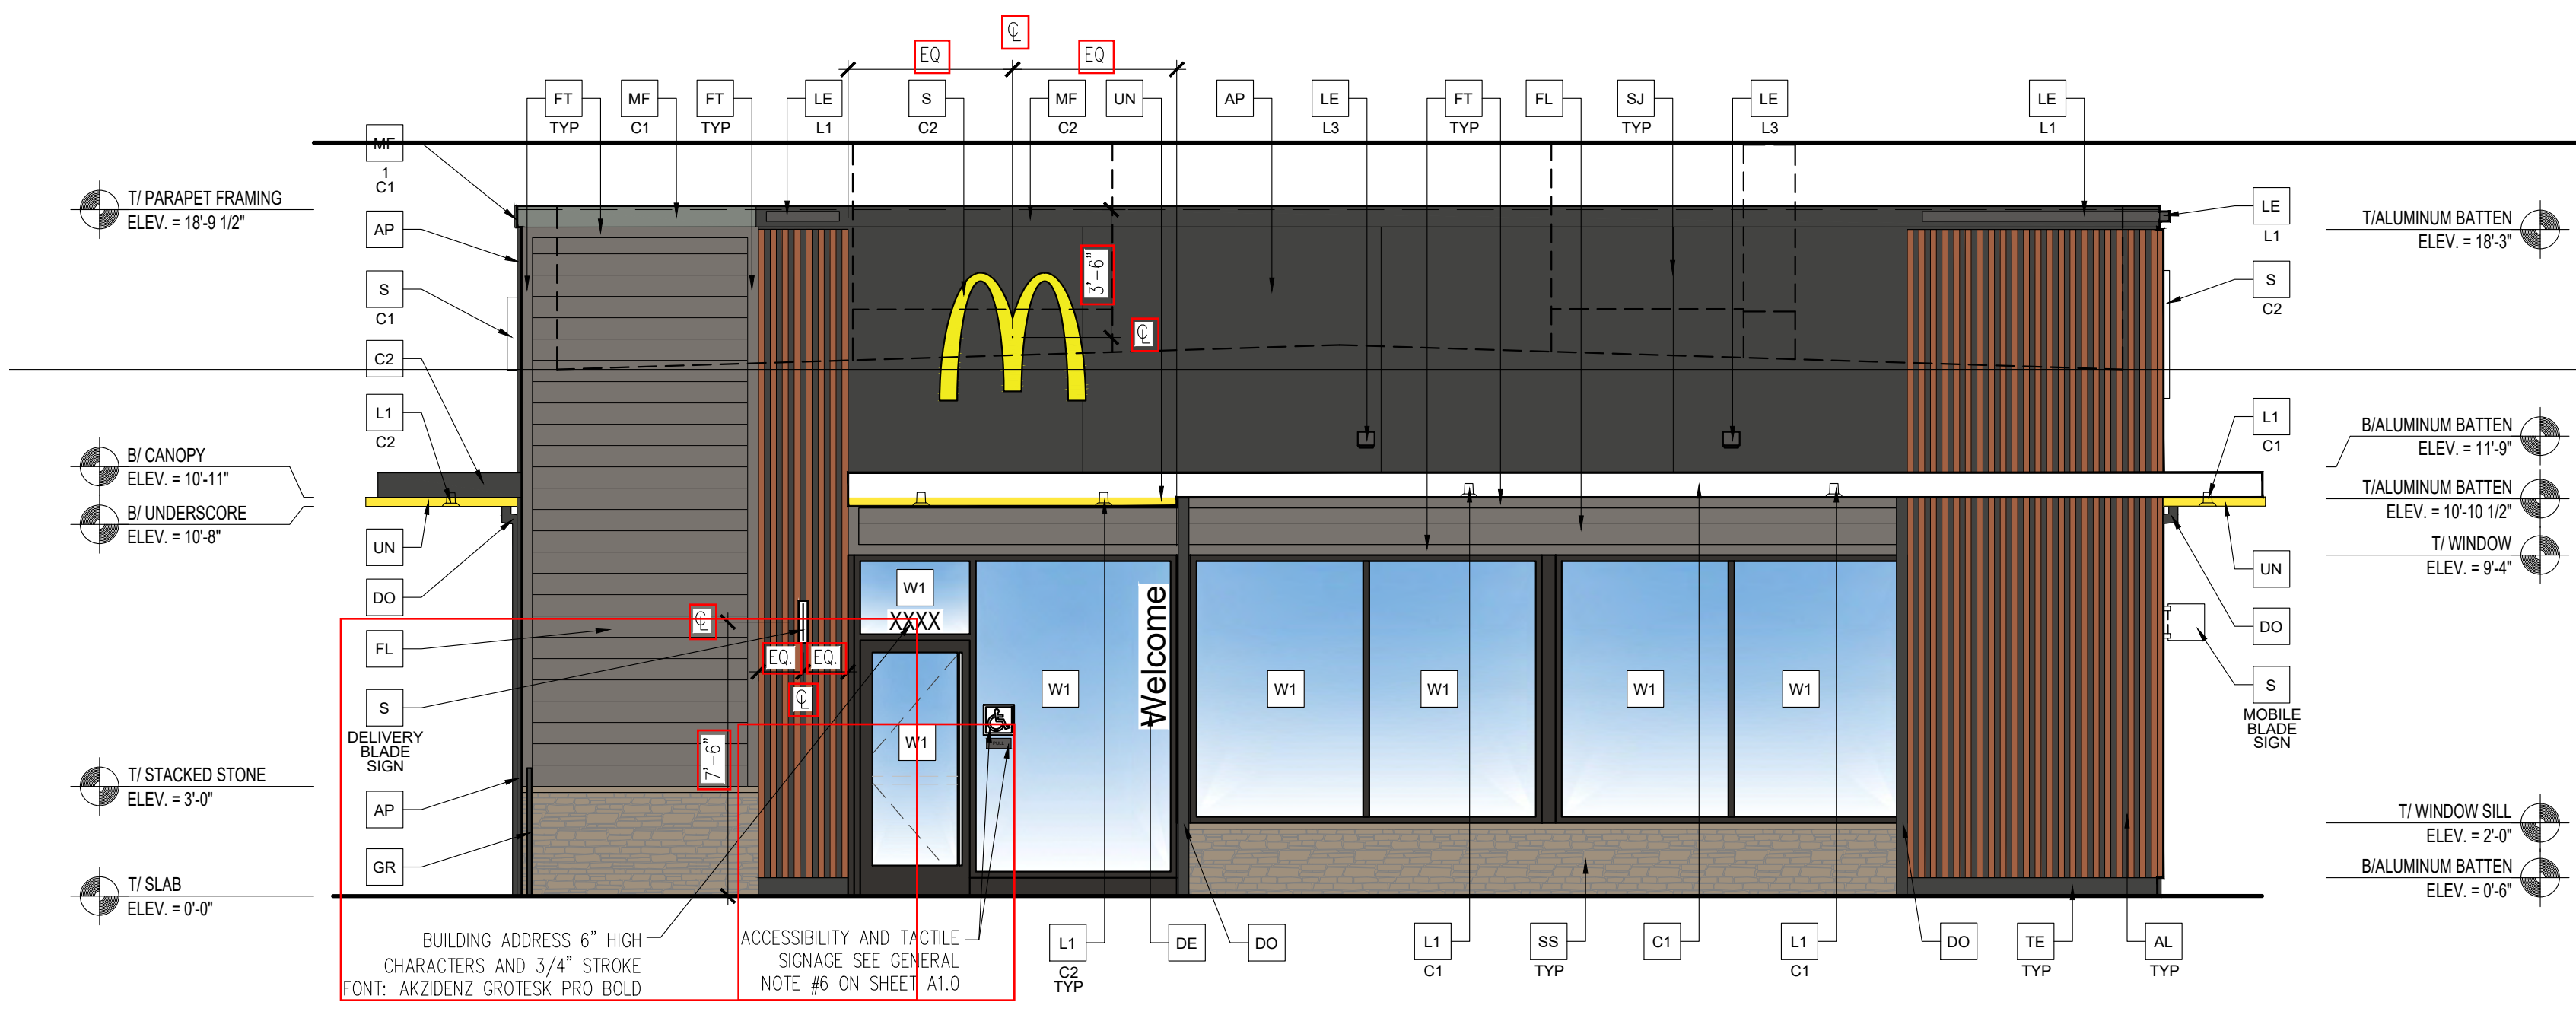 ℄
EQ
EQ
FT
TYP
MF
C1
FT
TYP
LE
L1
S
C2
MF
C2
UN
AP
LE
L3
FT
TYP
FL
SJ
TYP
LE
L3
LE
L1
MF
1
C1
T/ PARAPET FRAMING
ELEV. = 18'-9 1/2"
AP
S
C1
C2
L1
C2
B/ CANOPY
ELEV. = 10'-11"
B/ UNDERSCORE
ELEV. = 10'-8"
UN
DO
FL
S
DELIVERY
BLADE
SIGN
T/ STACKED STONE
ELEV. = 3'-0"
AP
GR
T/ SLAB
ELEV. = 0'-0"
3'-6"
℄
℄
EQ.
EQ.
℄
7'-6"
W1
XXXX
W1
W1
Welcome
W1
W1
W1
W1
LE
L1
T/ALUMINUM BATTEN
ELEV. = 18'-3"
S
C2
L1
C1
B/ALUMINUM BATTEN
ELEV. = 11'-9"
T/ALUMINUM BATTEN
ELEV. = 10'-10 1/2"
T/ WINDOW
ELEV. = 9'-4"
UN
DO
S
MOBILE
BLADE
SIGN
T/ WINDOW SILL
ELEV. = 2'-0"
B/ALUMINUM BATTEN
ELEV. = 0'-6"
BUILDING ADDRESS 6" HIGH
CHARACTERS AND 3/4" STROKE
FONT: AKZIDENZ GROTESK PRO BOLD
ACCESSIBILITY AND TACTILE
SIGNAGE SEE GENERAL
NOTE #6 ON SHEET A1.0
L1
C2
TYP
DE
DO
L1
C1
SS
TYP
C1
L1
C1
DO
TE
TYP
AL
TYP